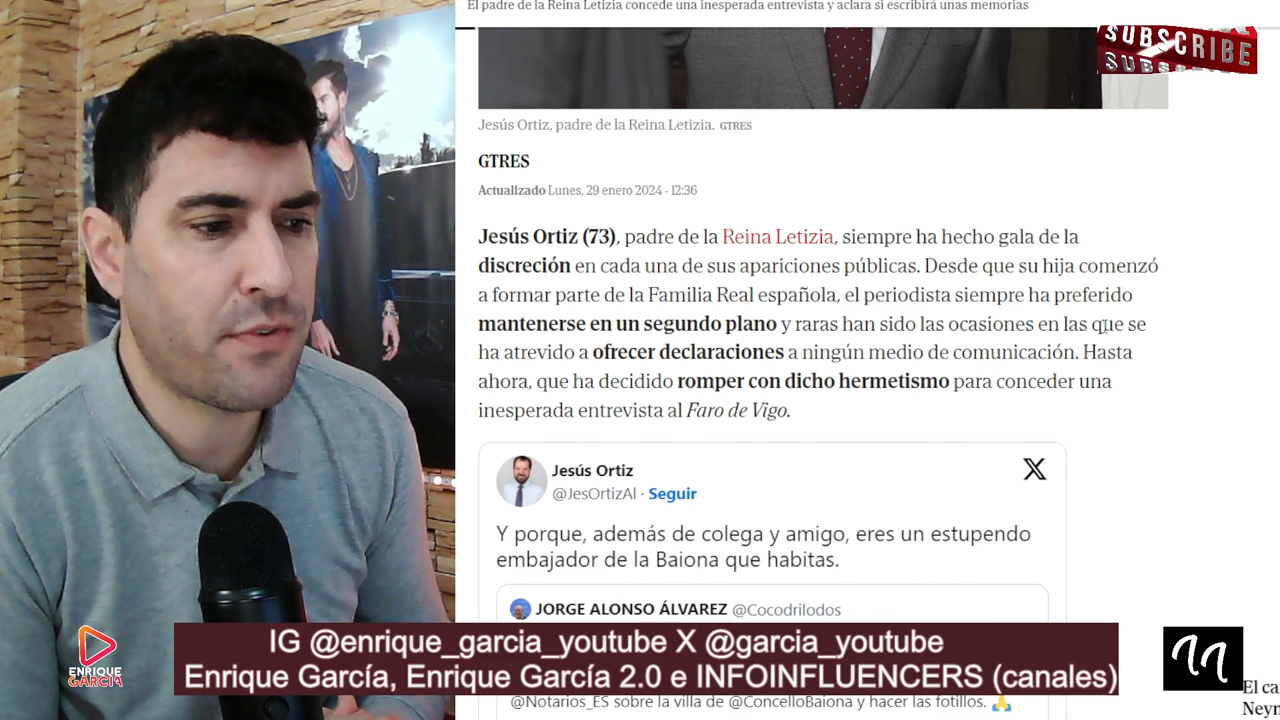 El padre de la Reina Letizia concede una inesperada entrevista y aclara si escribirá unas memorias
SUBSCRIBE
Jesús Ortiz, padre de la Reina Letizia. GTRES
GTRES
Actualizado Lunes, 29 enero 2024 - 12:36
Jesús Ortiz (73), padre de la Reina Letizia, siempre ha hecho gala de la
discreción en cada una de sus apariciones públicas. Desde que su hija comenzó
a formar parte de la Familia Real española, el periodista siempre ha preferido
mantenerse en un segundo plano y raras han sido las ocasiones en las que se
ha atrevido a ofrecer declaraciones a ningún medio de comunicación. Hasta
ahora, que ha decidido romper con dicho hermetismo para conceder una
inesperada entrevista al Faro de Vigo.
Jesús Ortiz
@JesOrtizAl · Seguir
Y porque, además de colega y amigo, eres un estupendo
embajador de la Baiona que habitas.
JORGE ALONSO ÁLVAREZ @Cocodrilodos
IG @enrique_garcia_youtube X @garcia_youtube
Enrique García, Enrique García 2.0 e INFOINFLUENCERS (canales)
@Notarios_ES sobre la villa de @ConcelloBaiona y hacer las fotillos. 🙏
ENRIQUE
GARCÍA
El ca
Neyn